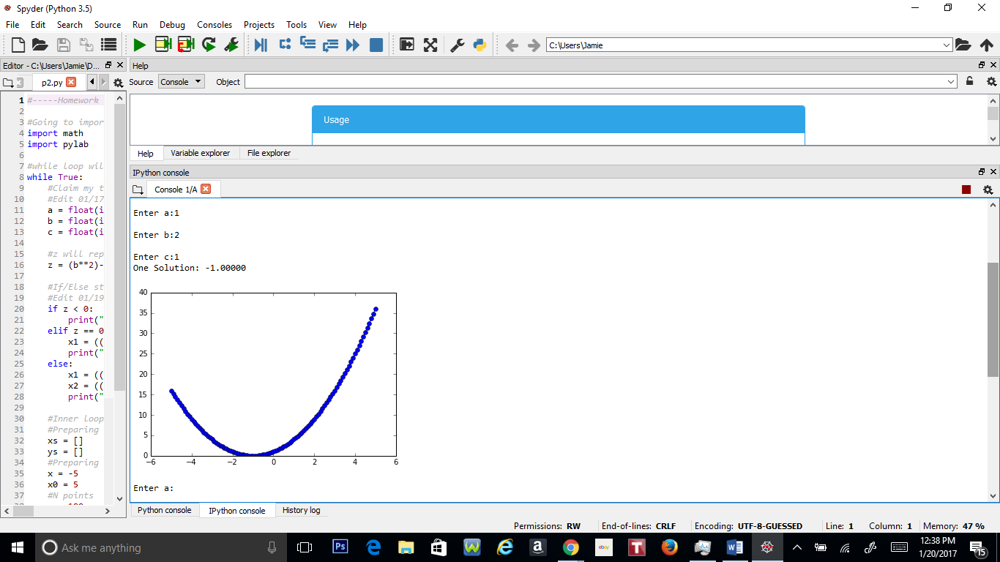 Spyder (Python 3.5)
File Edit Search Source Run Debug Consoles Projects Tools View Help
C:\Users\Jamie
Editor - C:\Users\Jamie\D...
Help
p2.py
Source Console Object
1 #-----Homework
2
3 #Going to impor
4 import math
5 import pylab
6
7 #while loop wil
8 while True:
9 #Claim my t
10 #Edit 01/17
11 a = float(i
12 b = float(i
13 c = float(i
14
15 #z will rep
16 z = (b**2)-
17
18 #If/Else st
19 #Edit 01/19
20 if z < 0:
21 print("
22 elif z == 0
23 x1 = ((
24 print("
25 else:
26 x1 = ((
27 x2 = ((
28 print("
29
30 #Inner loop
31 #Preparing
32 xs = []
33 ys = []
34 #Preparing
35 x = -5
36 x0 = 5
37 #N points
Usage
Help Variable explorer File explorer
IPython console
Console 1/A
Enter a:1
Enter b:2
Enter c:1
One Solution: -1.00000
40
35
30
25
20
15
10
5
0
−6 −4 −2 0 2 4 6
Enter a:
Python console IPython console History log
Permissions: RW End-of-lines: CRLF Encoding: UTF-8-GUESSED Line: 1 Column: 1 Memory: 47 %
Ask me anything
Ps
a
ebay
T
W
12:38 PM
1/20/2017
15